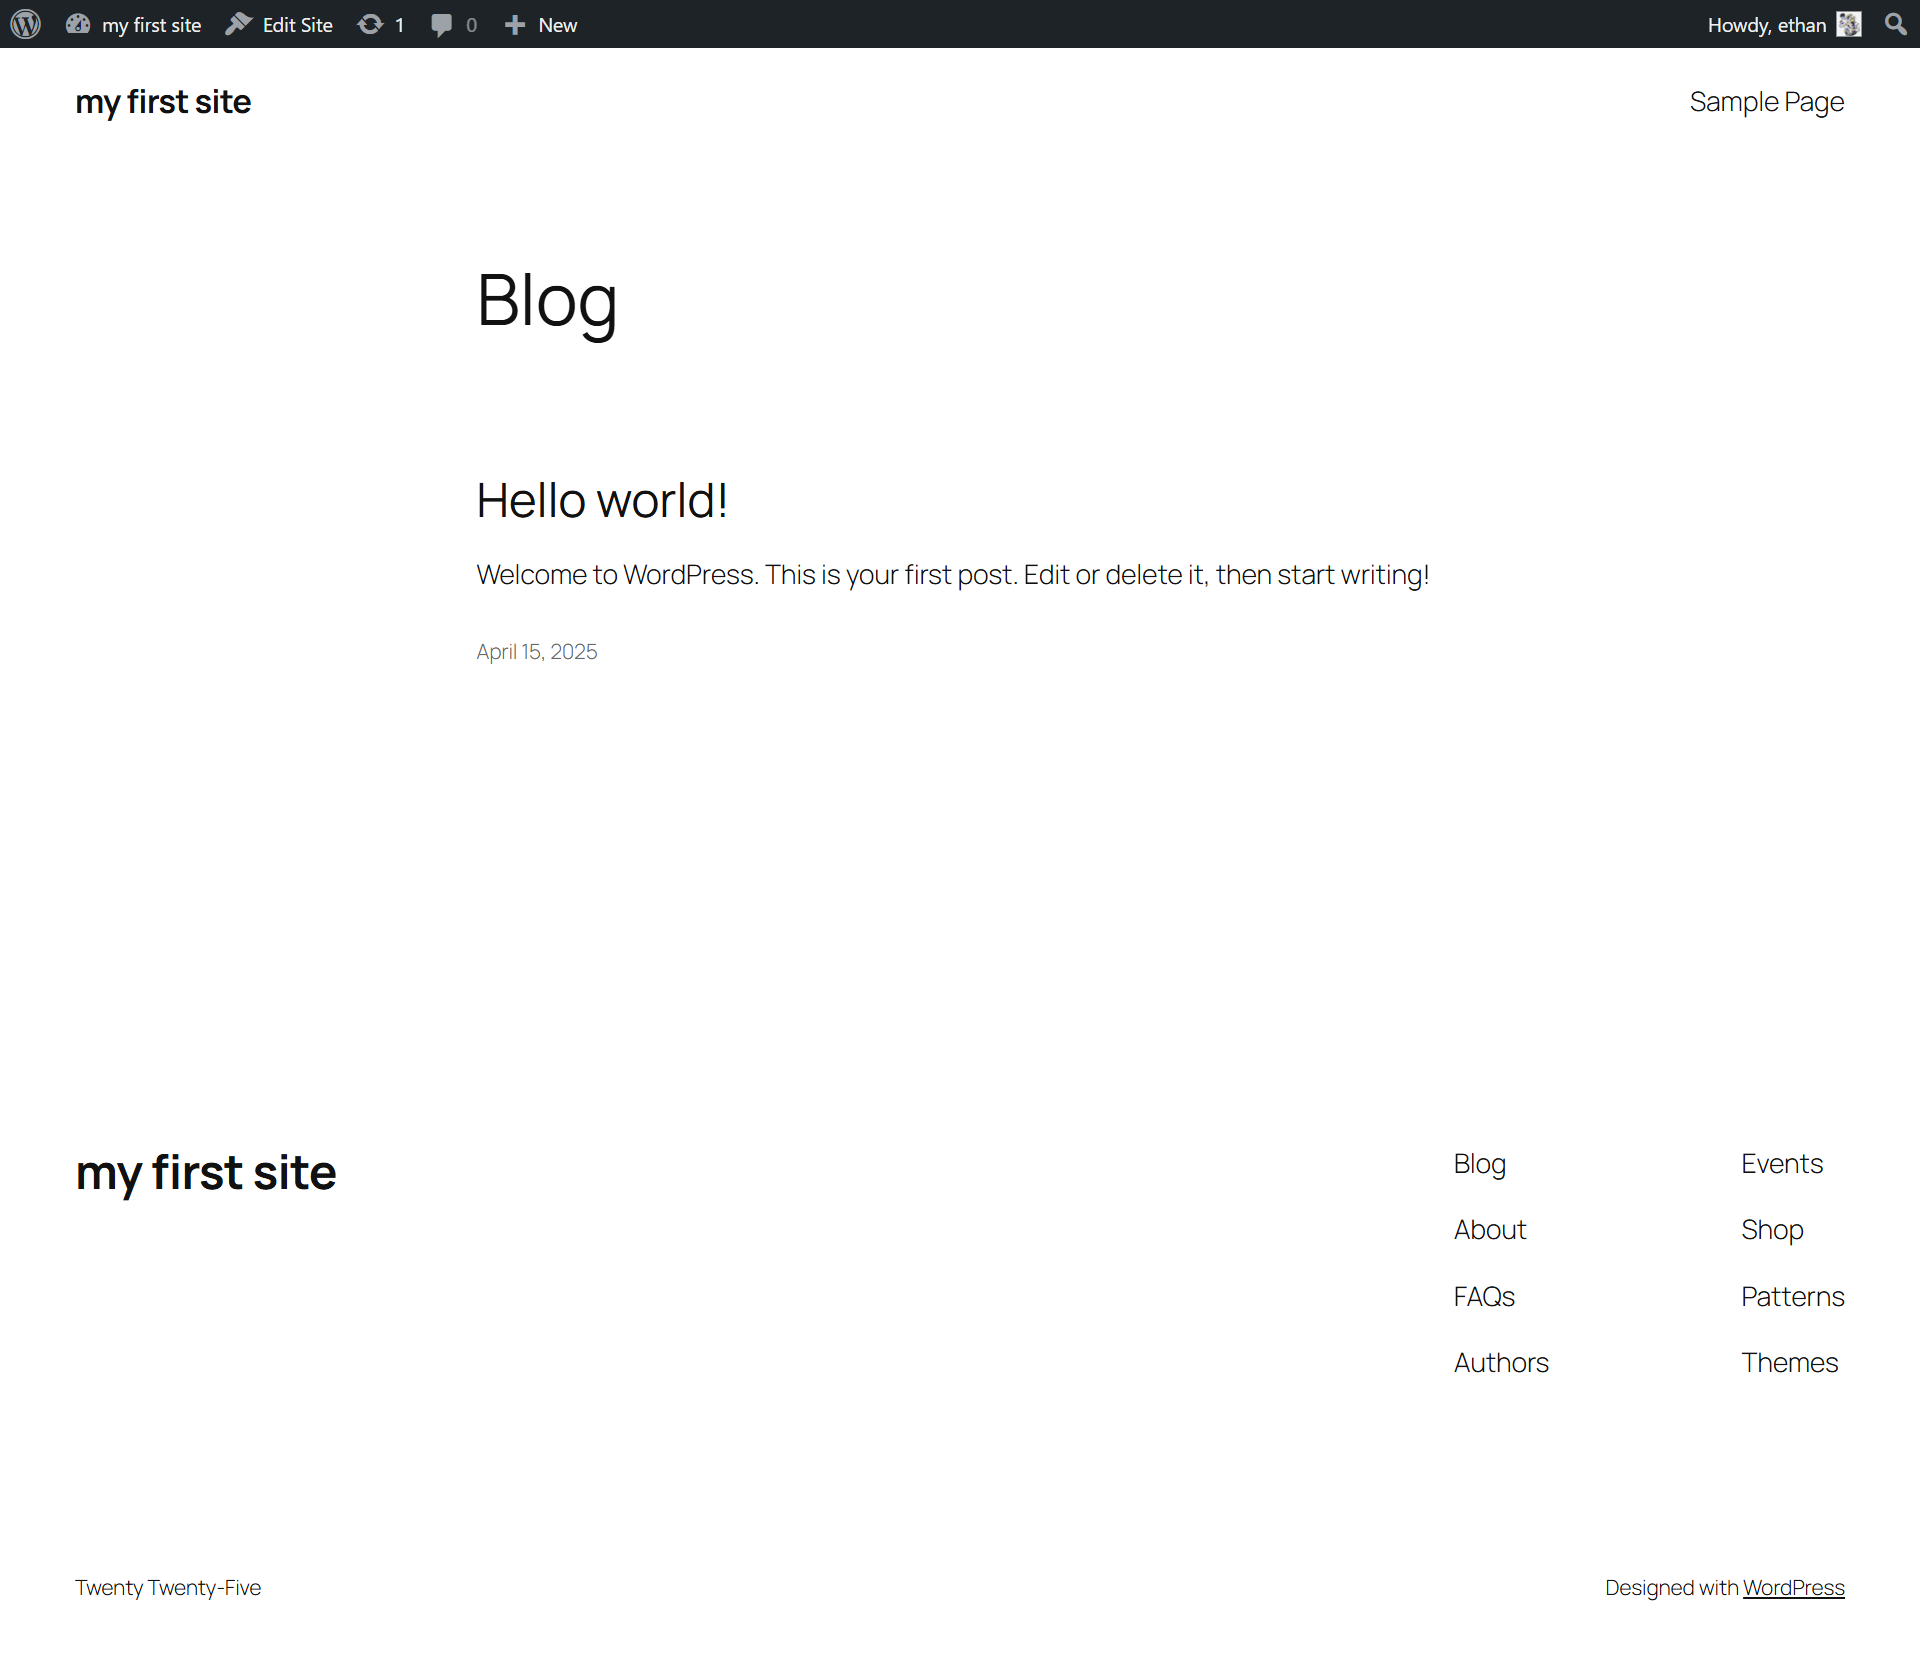 my first site Edit Site 1 0 New Howdy, ethan
my first site Sample Page
Blog
Hello world!
Welcome to WordPress. This is your first post. Edit or delete it, then start writing!
April 15, 2025
my first site
Blog Events
About Shop
FAQs Patterns
Authors Themes
Twenty Twenty-Five Designed with WordPress